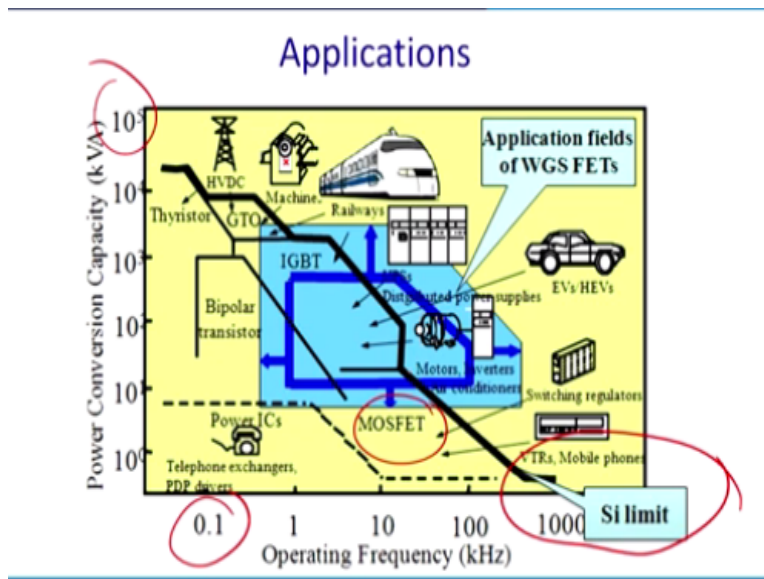 Applications
Power Conversion Capacity (kVA)
10⁵
10⁴
10³
10²
10¹
10⁰
HVDC
Machine
Railways
Application fields
of WGS FETs
Thyristor
GTO
IGBT
Distributed power supplies
EVs/HEVs
Bipolar
transistor
Motors, Inverters
conditioners
Switching regulators
MOSFET
Power ICs
VTRs, Mobile phones
Telephone exchangers,
PDP drivers
Si limit
0.1 1 10 100 1000
Operating Frequency (kHz)